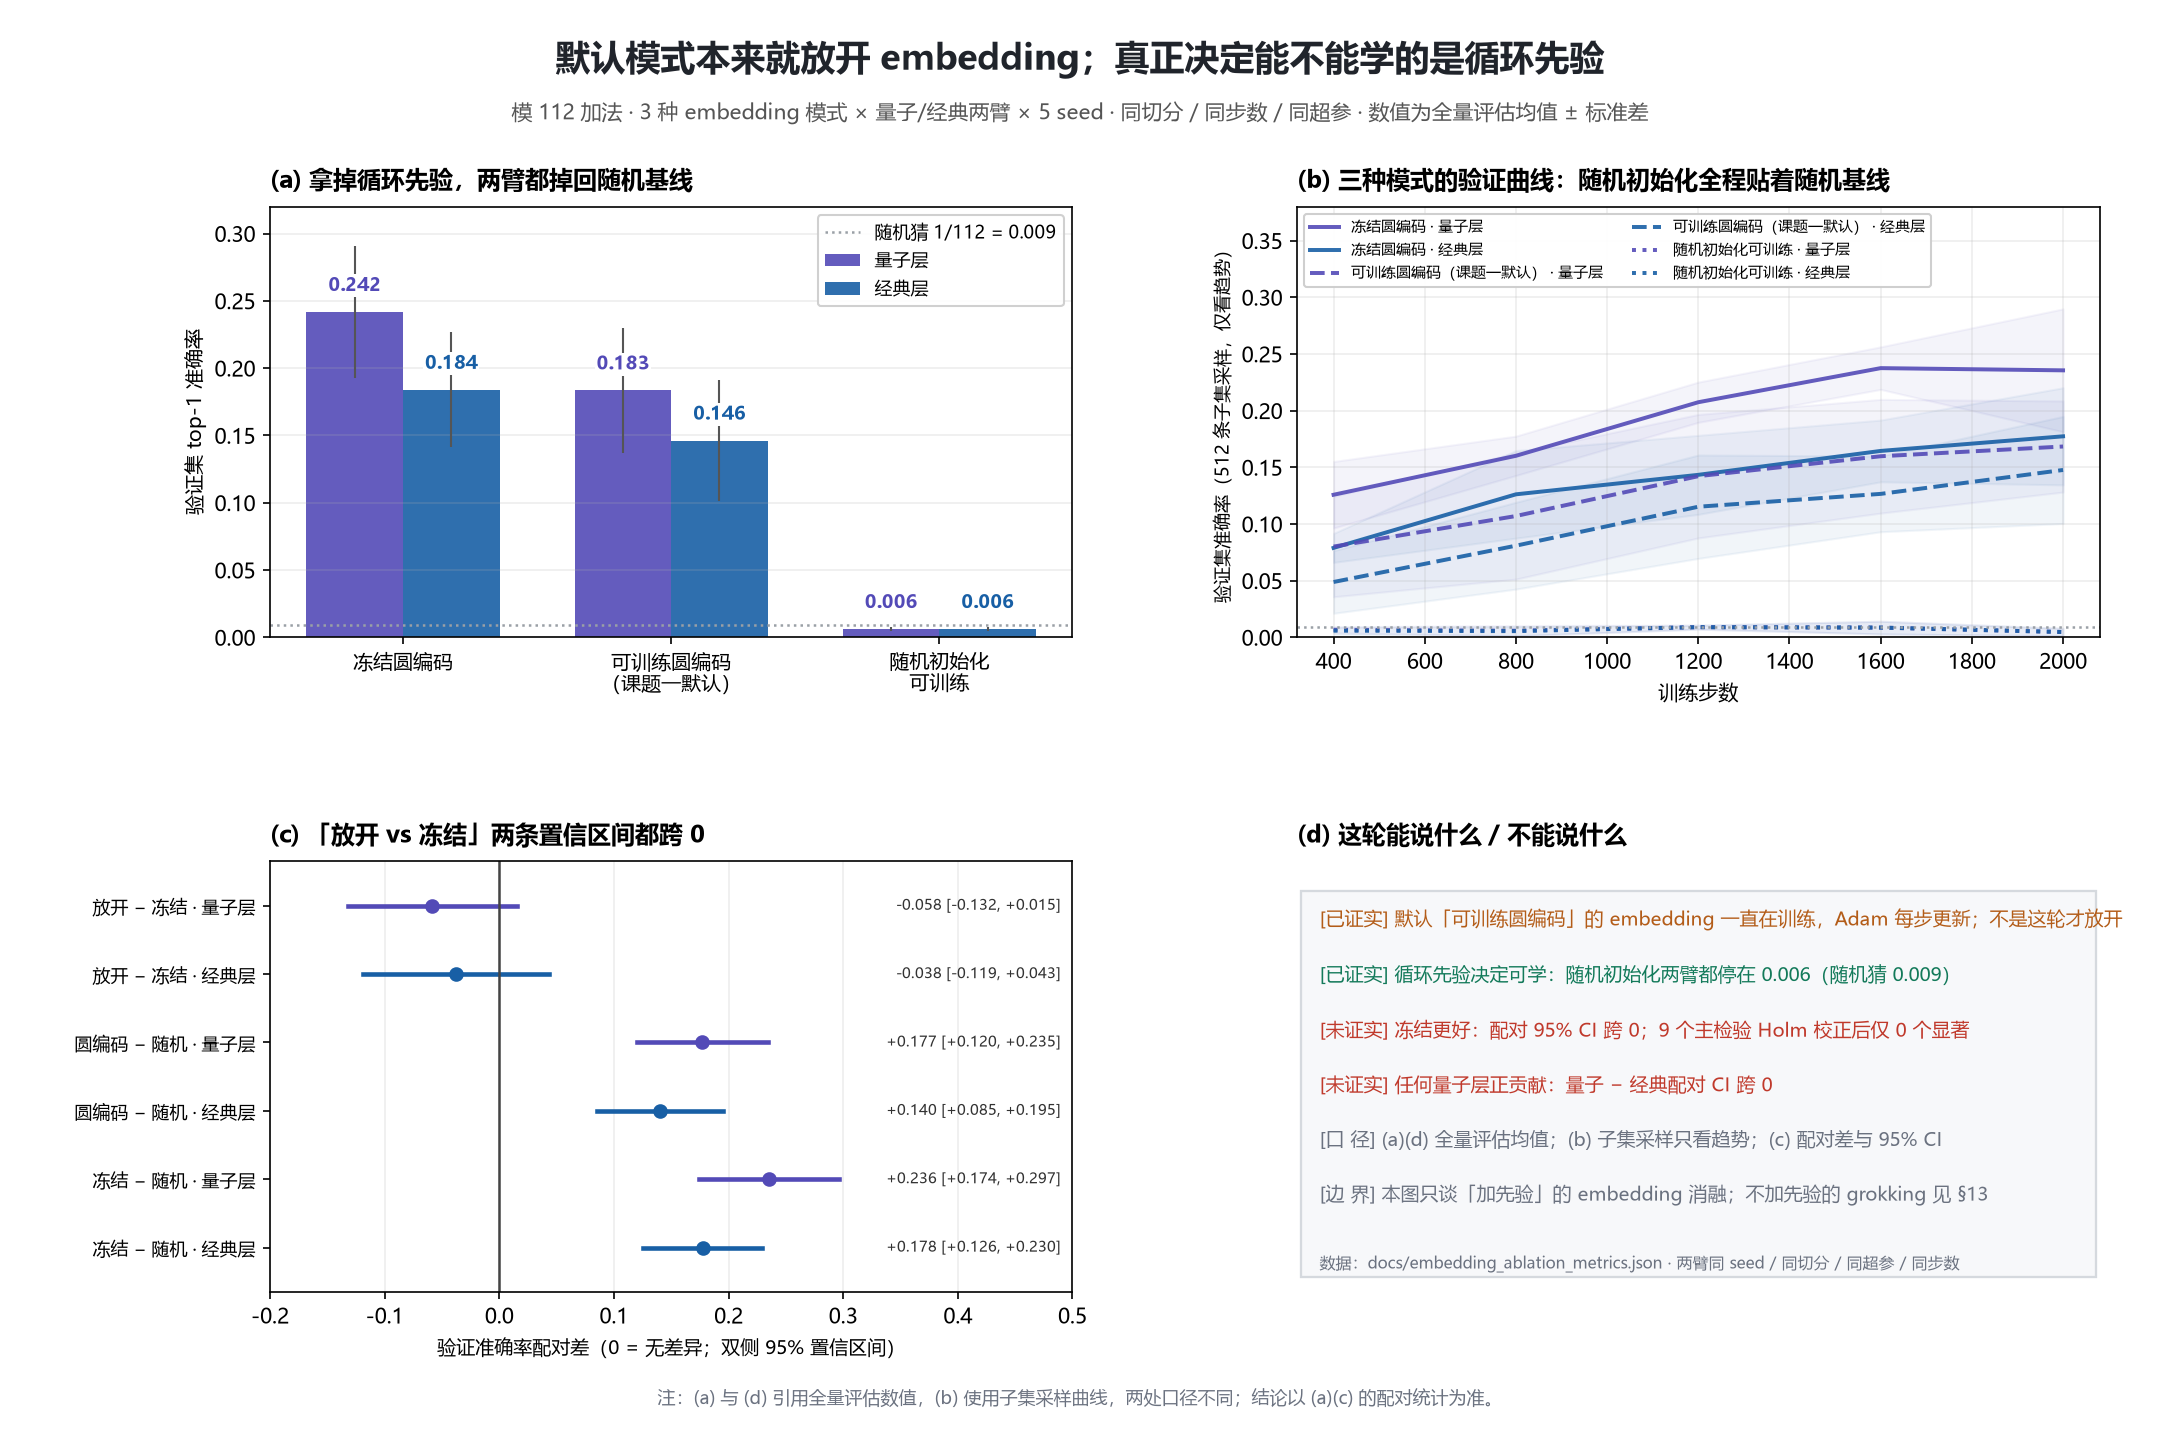 默认模式本来就放开 embedding；真正决定能不能学的是循环先验
模 112 加法 · 3 种 embedding 模式 × 量子/经典两臂 × 5 seed · 同切分 / 同步数 / 同超参 · 数值为全量评估均值 ± 标准差
(a) 拿掉循环先验，两臂都掉回随机基线
验证集 top-1 准确率
0.30
0.25
0.20
0.15
0.10
0.05
0.00
随机猜 1/112 = 0.009
量子层
经典层
0.242
0.184
0.183
0.146
0.006
0.006
冻结圆编码
可训练圆编码
（课题一默认）
随机初始化
可训练
(b) 三种模式的验证曲线：随机初始化全程贴着随机基线
验证集准确率（512 条子集采样，仅看趋势）
0.35
0.30
0.25
0.20
0.15
0.10
0.05
0.00
冻结圆编码 · 量子层
冻结圆编码 · 经典层
可训练圆编码（课题一默认）· 量子层
可训练圆编码（课题一默认）· 经典层
随机初始化可训练 · 量子层
随机初始化可训练 · 经典层
400 600 800 1000 1200 1400 1600 1800 2000
训练步数
(c) 「放开 vs 冻结」两条置信区间都跨 0
放开 − 冻结 · 量子层 -0.058 [-0.132, +0.015]
放开 − 冻结 · 经典层 -0.038 [-0.119, +0.043]
圆编码 − 随机 · 量子层 +0.177 [+0.120, +0.235]
圆编码 − 随机 · 经典层 +0.140 [+0.085, +0.195]
冻结 − 随机 · 量子层 +0.236 [+0.174, +0.297]
冻结 − 随机 · 经典层 +0.178 [+0.126, +0.230]
-0.2 -0.1 0.0 0.1 0.2 0.3 0.4 0.5
验证准确率配对差（0 = 无差异；双侧 95% 置信区间）
(d) 这轮能说什么 / 不能说什么
[已证实] 默认「可训练圆编码」的 embedding 一直在训练，Adam 每步更新；不是这轮才放开
[已证实] 循环先验决定可学：随机初始化两臂都停在 0.006（随机猜 0.009）
[未证实] 冻结更好：配对 95% CI 跨 0；9 个主检验 Holm 校正后仅 0 个显著
[未证实] 任何量子层正贡献：量子 − 经典配对 CI 跨 0
[口 径] (a)(d) 全量评估均值；(b) 子集采样只看趋势；(c) 配对差与 95% CI
[边 界] 本图只谈「加先验」的 embedding 消融；不加先验的 grokking 见 §13
数据：docs/embedding_ablation_metrics.json · 两臂同 seed / 同切分 / 同超参 / 同步数
注：(a) 与 (d) 引用全量评估数值，(b) 使用子集采样曲线，两处口径不同；结论以 (a)(c) 的配对统计为准。